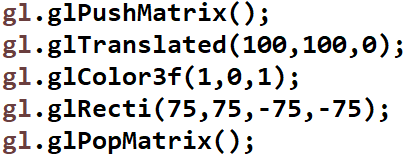 gl.glPushMatrix();
gl.glTranslated(100,100,0);
gl.glColor3f(1,0,1);
gl.glRecti(75,75,-75,-75);
gl.glPopMatrix();